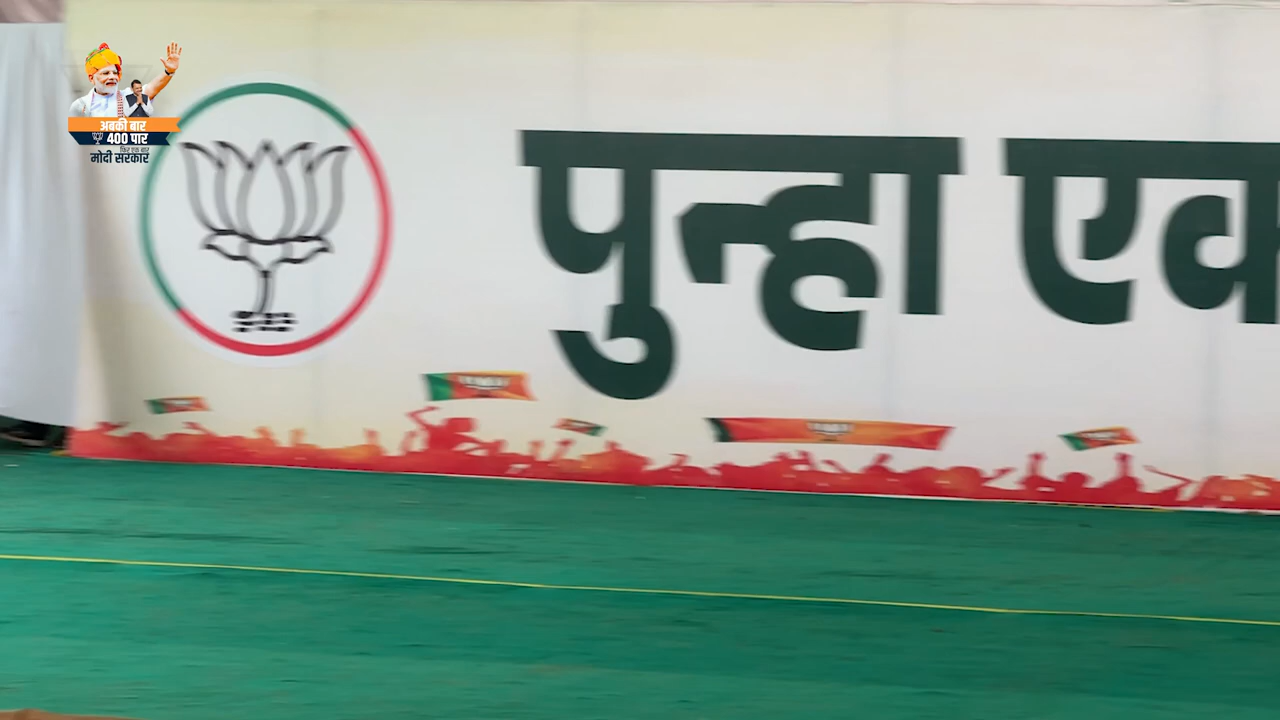 अबकी बार
400 पार
फिर एक बार
मोदी सरकार
पुन्हा एक